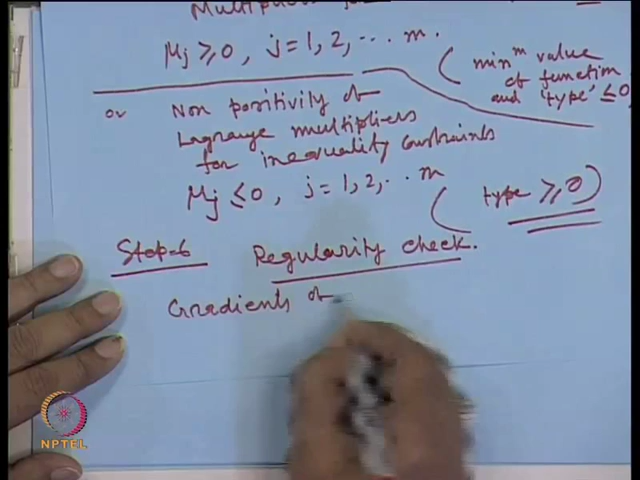 Multipliers
μj ≥ 0, j = 1, 2, ... m.
( minᵐ value of function and 'type' ≤ 0
or Non positivity of
Lagrange multipliers
for inequality constraints
μj ≤ 0, j = 1, 2, .. m
( type ≥ 0 )
Step-6 Regularity check.
Gradients of
NPTEL